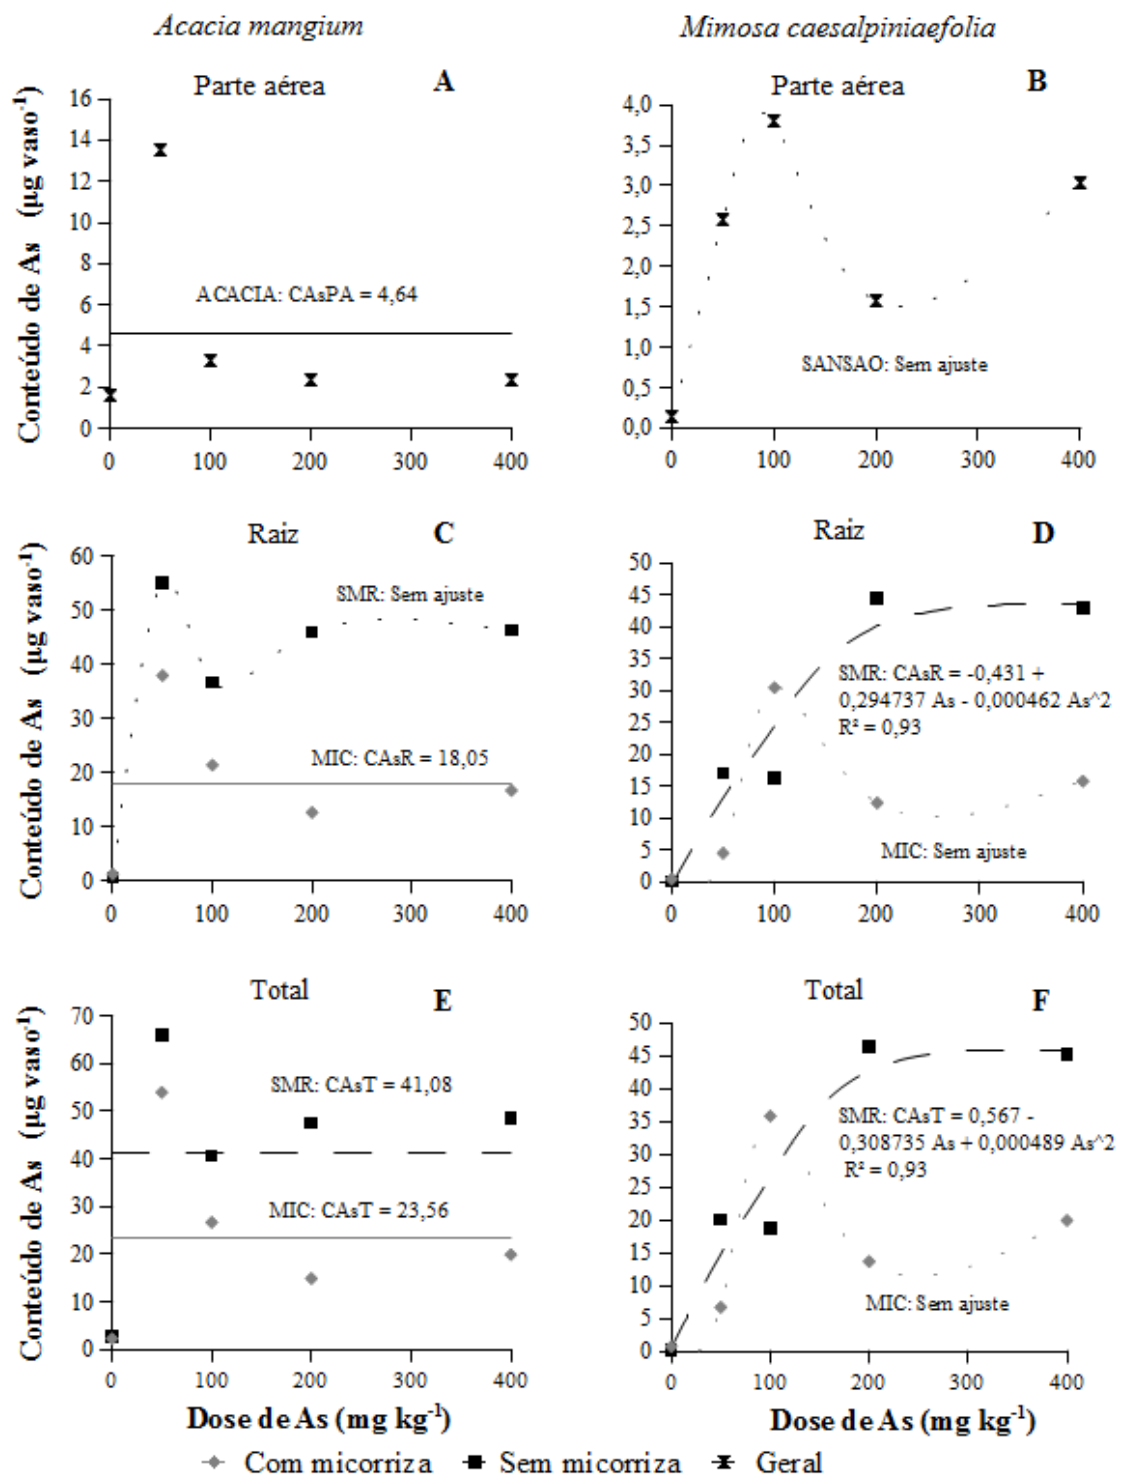 Acacia mangium
Mimosa caesalpiniaefolia
Parte aérea
A
Conteúdo de As (µg vaso⁻¹)
16
14
12
10
8
6
4
2
0
ACACIA: CAsPA = 4,64
0 100 200 300 400
Parte aérea
B
4,0
3,5
3,0
2,5
2,0
1,5
1,0
0,5
0,0
SANSAO: Sem ajuste
0 100 200 300 400
Raiz
C
Conteúdo de As (µg vaso⁻¹)
60
50
40
30
20
10
0
SMR: Sem ajuste
MIC: CAsR = 18,05
0 100 200 300 400
Raiz
D
50
45
40
35
30
25
20
15
10
5
0
SMR: CAsR = -0,431 +
0,294737 As - 0,000462 As^2
R² = 0,93
MIC: Sem ajuste
0 100 200 300 400
Total
E
Conteúdo de As (µg vaso⁻¹)
70
60
50
40
30
20
10
0
SMR: CAsT = 41,08
MIC: CAsT = 23,56
0 100 200 300 400
Dose de As (mg kg⁻¹)
Total
F
50
45
40
35
30
25
20
15
10
5
0
SMR: CAsT = 0,567 -
0,308735 As + 0,000489 As^2
R² = 0,93
MIC: Sem ajuste
0 100 200 300 400
Dose de As (mg kg⁻¹)
Com micorriza Sem micorriza Geral